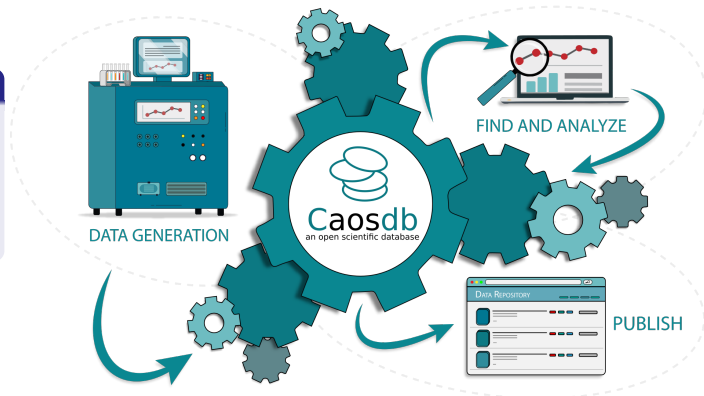 FIND AND ANALYZE
Caosdb
an open scientific database
DATA GENERATION
DATA REPOSITORY
PUBLISH